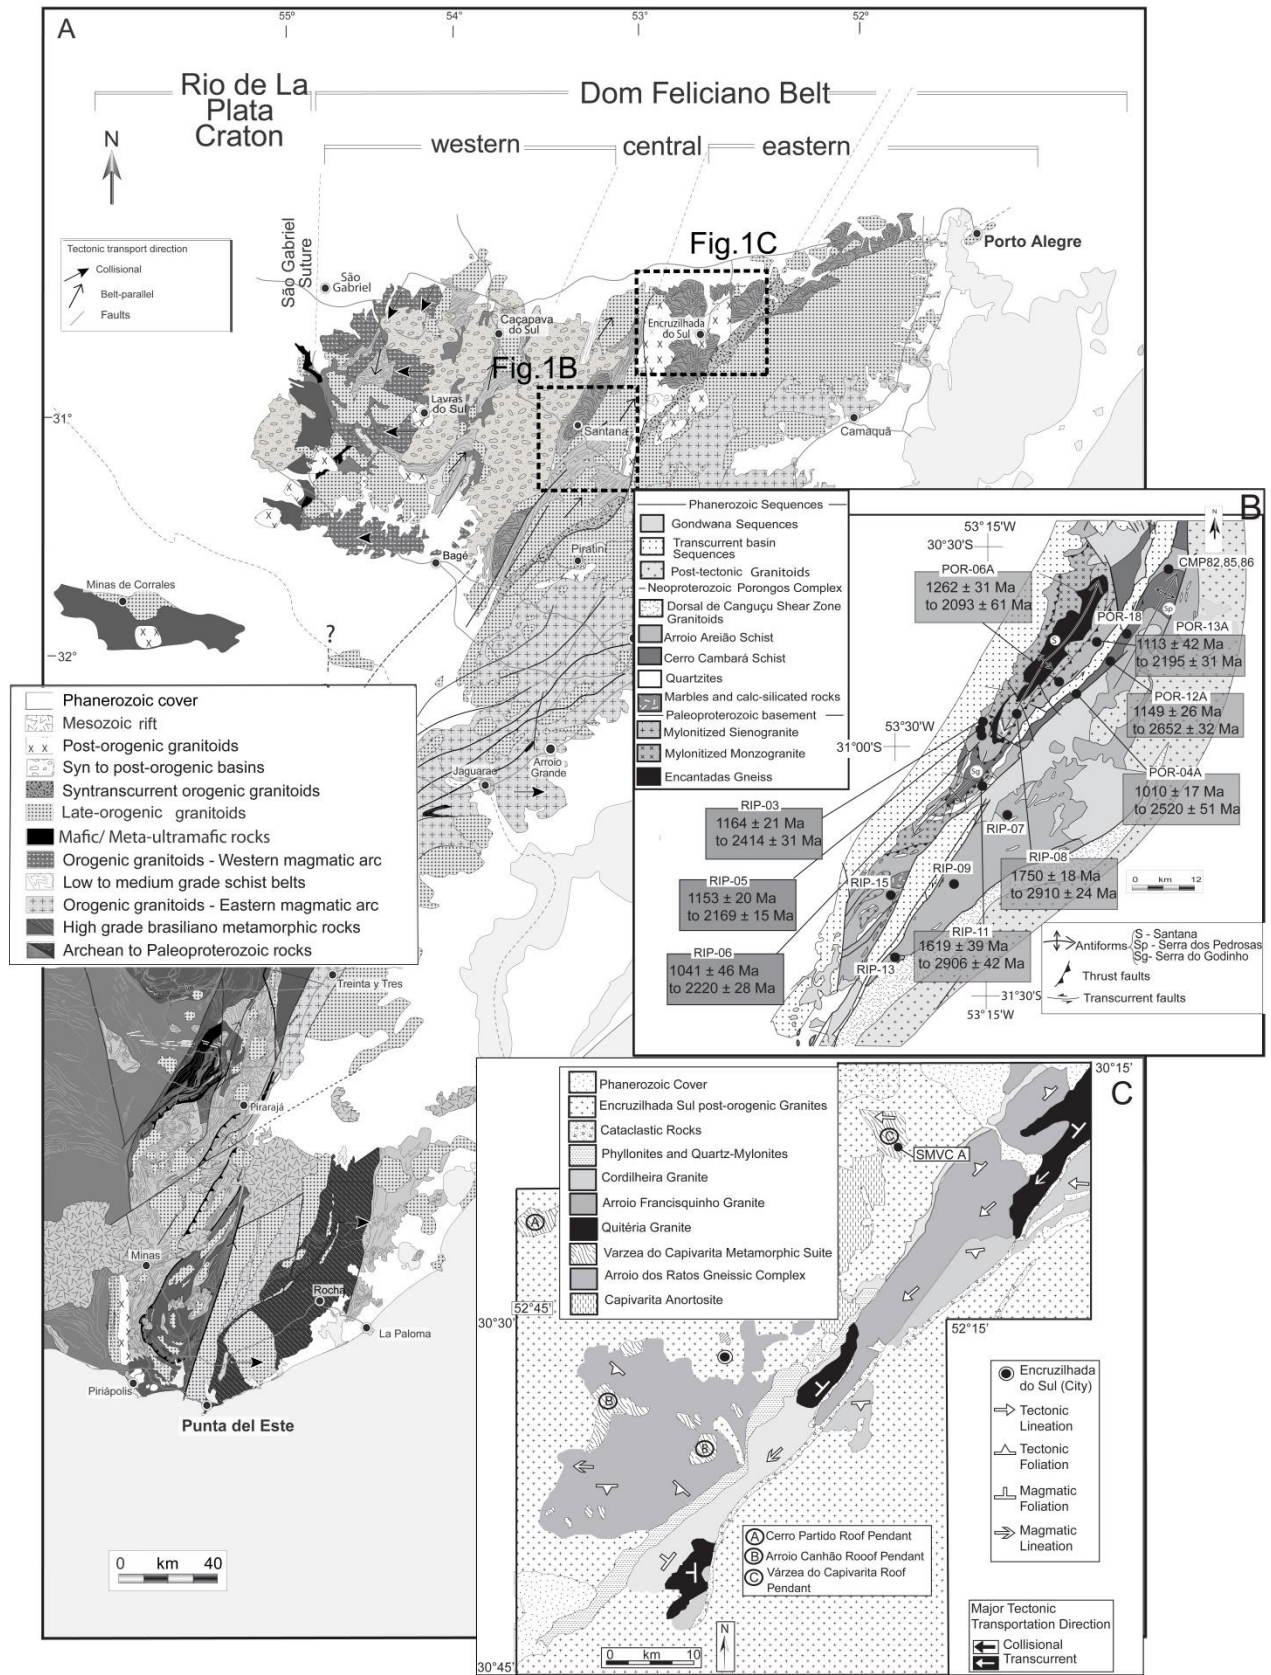 A
55°
54°
53°
52°
Rio de La
Plata
Craton
Dom Feliciano Belt
N
western
central
eastern
Tectonic transport direction
Collisional
Belt-parallel
Faults
São Gabriel
Suture
São
Gabriel
Caçapava
do Sul
Fig.1C
Porto Alegre
Encruzilhada
do Sul
Fig.1B
Lavras
do Sul
Santana
31°
Camaquã
Bagé
Piratini
Minas de Corrales
?
32°
Jaguarao
Arroio
Grande
Phanerozoic cover
Mesozoic rift
x x Post-orogenic granitoids
Syn to post-orogenic basins
Syntranscurrent orogenic granitoids
Late-orogenic granitoids
Mafic/ Meta-ultramafic rocks
Orogenic granitoids - Western magmatic arc
Low to medium grade schist belts
Orogenic granitoids - Eastern magmatic arc
High grade brasiliano metamorphic rocks
Archean to Paleoproterozoic rocks
Treinta y Tres
Pirarajá
Minas
Rocha
La Paloma
Piriápolis
Punta del Este
0 km 40
B
Phanerozoic Sequences
Gondwana Sequences
Transcurrent basin
Sequences
Post-tectonic Granitoids
Neoproterozoic Porongos Complex
Dorsal de Canguçu Shear Zone
Granitoids
Arroio Areião Schist
Cerro Cambará Schist
Quartzites
Marbles and calc-silicated rocks
Paleoproterozoic basement
Mylonitized Sienogranite
Mylonitized Monzogranite
Encantadas Gneiss
53°15'W
30°30'S
N
CMP82,85,86
POR-06A
1262 ± 31 Ma
to 2093 ± 61 Ma
POR-18
Sp
S
POR-13A
1113 ± 42 Ma
to 2195 ± 31 Ma
POR-12A
1149 ± 26 Ma
to 2652 ± 32 Ma
53°30'W
31°00'S
Sg
POR-04A
1010 ± 17 Ma
to 2520 ± 51 Ma
RIP-03
1164 ± 21 Ma
to 2414 ± 31 Ma
RIP-07
RIP-08
1750 ± 18 Ma
to 2910 ± 24 Ma
RIP-05
1153 ± 20 Ma
to 2169 ± 15 Ma
RIP-09
RIP-15
0 km 12
RIP-11
1619 ± 39 Ma
to 2906 ± 42 Ma
RIP-06
1041 ± 46 Ma
to 2220 ± 28 Ma
RIP-13
31°30'S
53°15'W
Antiforms
S - Santana
Sp - Serra dos Pedrosas
Sg- Serra do Godinho
Thrust faults
Transcurrent faults
C
30°15'
Phanerozoic Cover
Encruzilhada Sul post-orogenic Granites
Cataclastic Rocks
Phyllonites and Quartz-Mylonites
Cordilheira Granite
Arroio Francisquinho Granite
Quitéria Granite
Varzea do Capivarita Metamorphic Suite
Arroio dos Ratos Gneissic Complex
Capivarita Anortosite
C
SMVC A
A
52°45'
30°30'
52°15'
B
B
Encruzilhada
do Sul (City)
Tectonic
Lineation
Tectonic
Foliation
Magmatic
Foliation
Magmatic
Lineation
A Cerro Partido Roof Pendant
B Arroio Canhão Rooof Pendant
C Várzea do Capivarita Roof
Pendant
N
0 km 10
30°45'
Major Tectonic
Transportation Direction
Collisional
Transcurrent